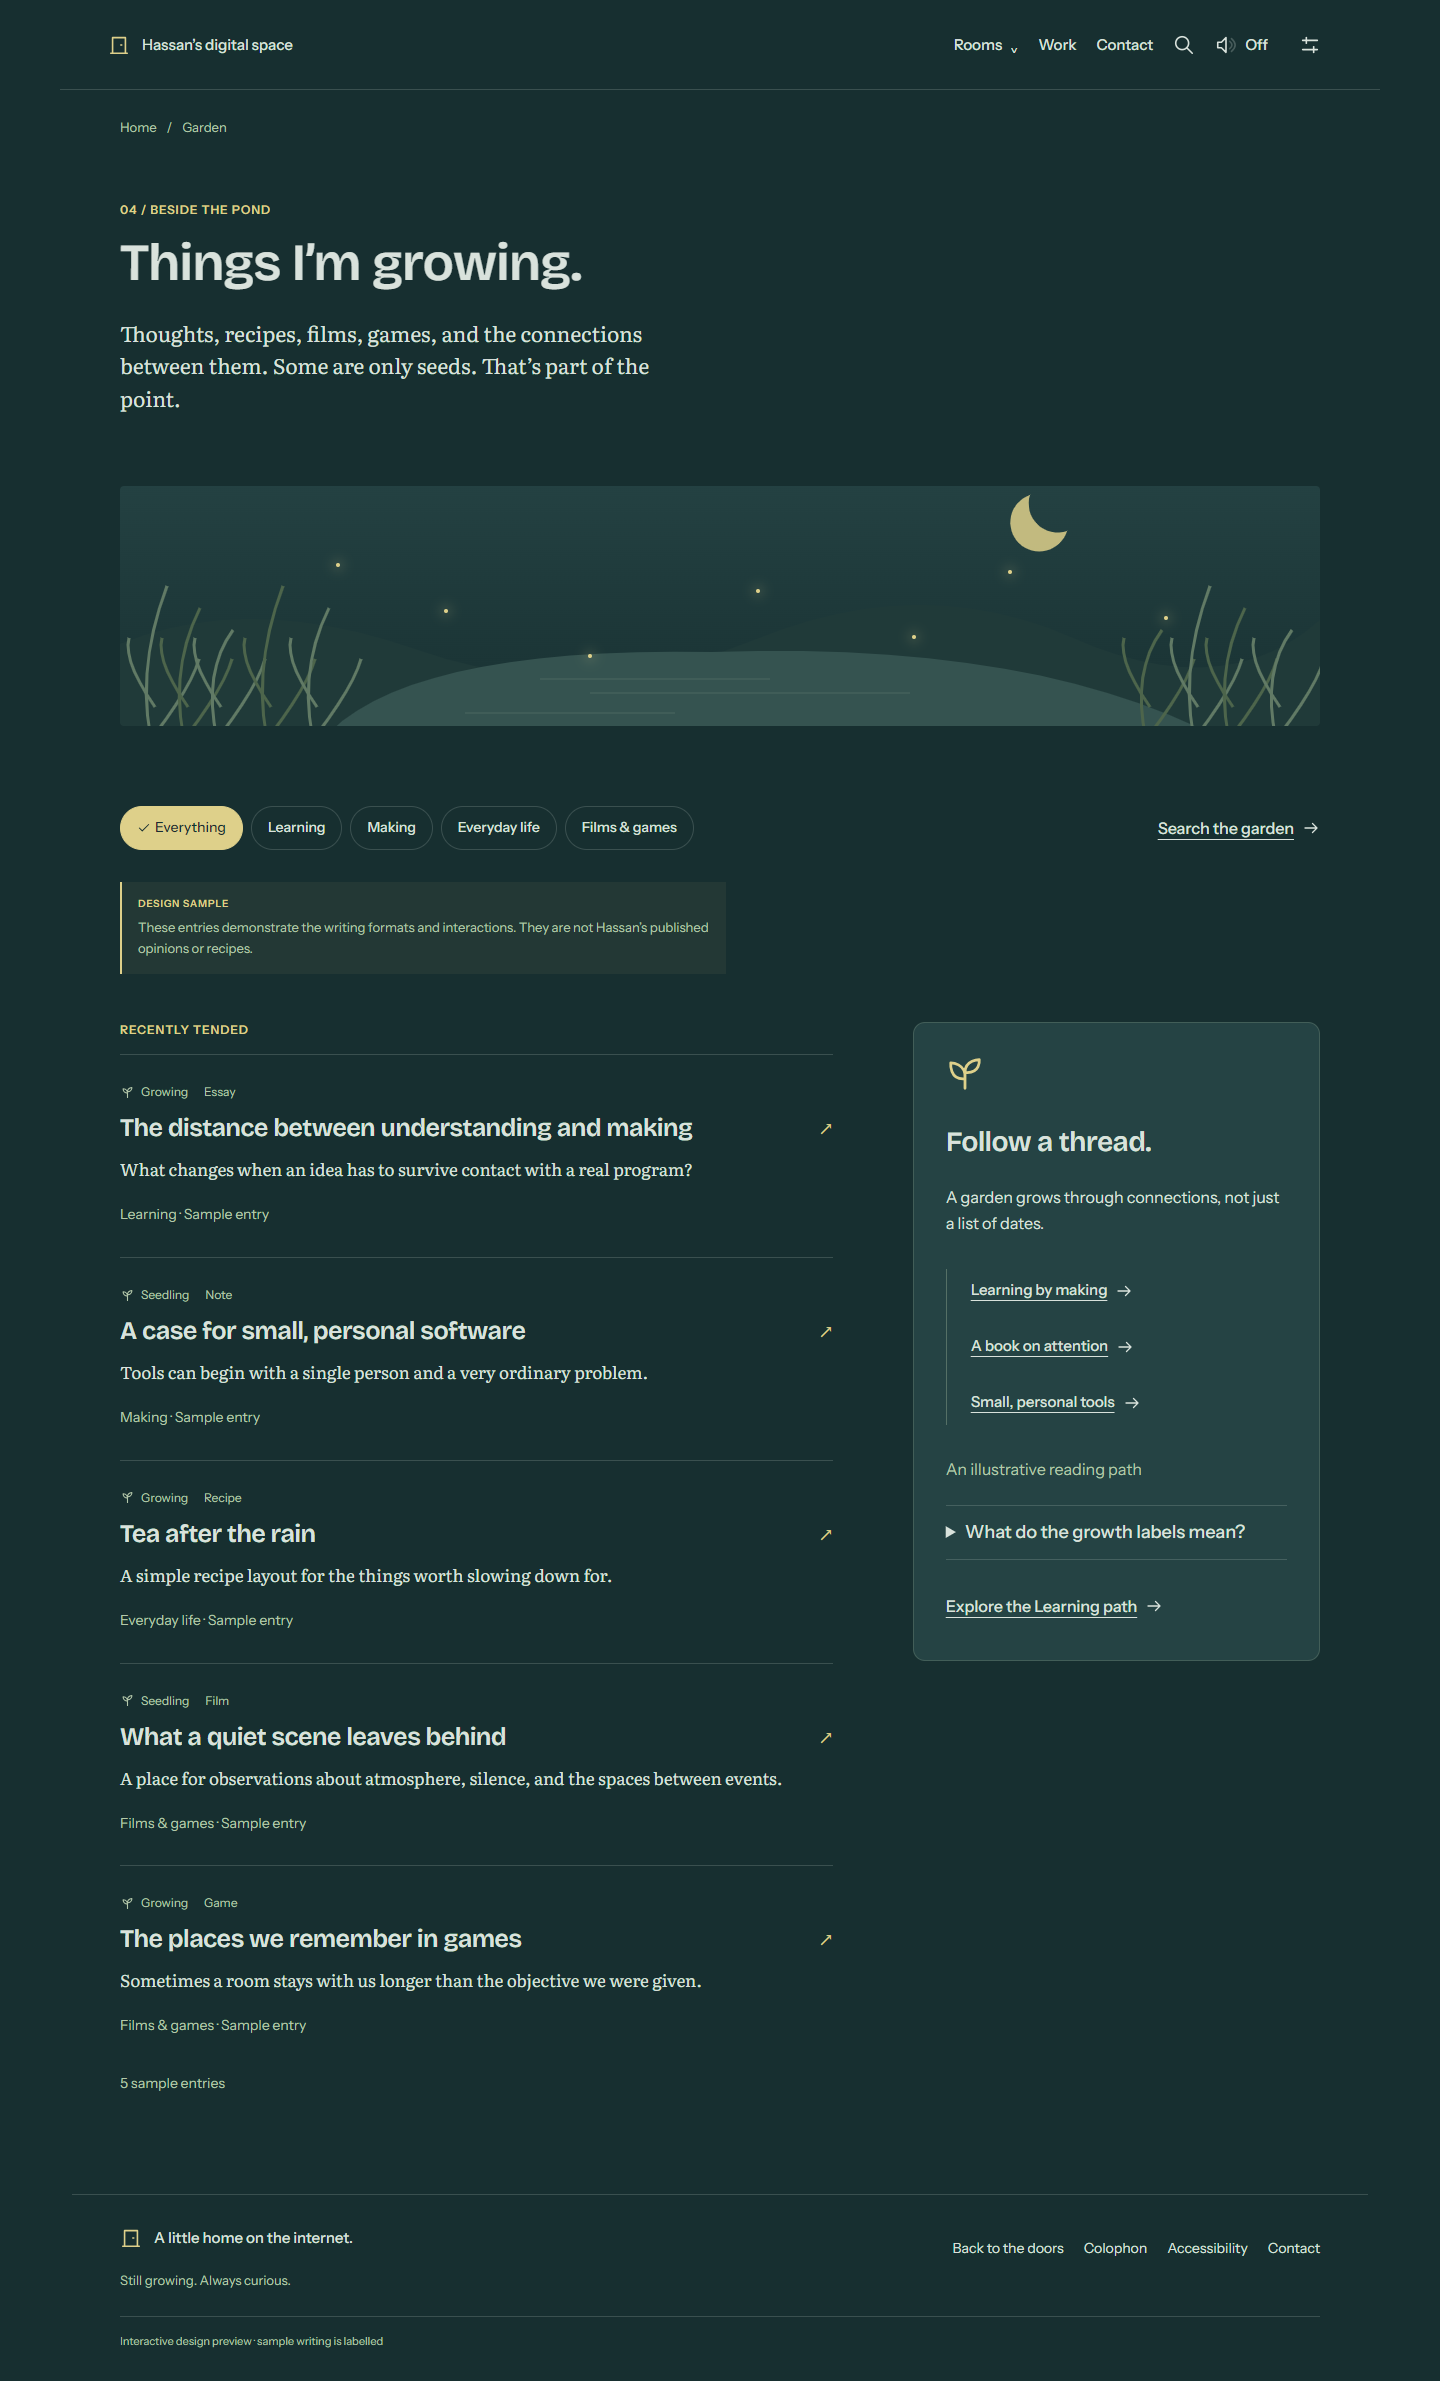 Hassan's digital space
Rooms
Work
Contact
Off
Home / Garden
04 / BESIDE THE POND
Things I’m growing.
Thoughts, recipes, films, games, and the connections
between them. Some are only seeds. That’s part of the
point.
Everything
Learning
Making
Everyday life
Films & games
Search the garden →
DESIGN SAMPLE
These entries demonstrate the writing formats and interactions. They are not Hassan’s published
opinions or recipes.
RECENTLY TENDED
Growing Essay
The distance between understanding and making ↗
What changes when an idea has to survive contact with a real program?
Learning · Sample entry
Seedling Note
A case for small, personal software ↗
Tools can begin with a single person and a very ordinary problem.
Making · Sample entry
Growing Recipe
Tea after the rain ↗
A simple recipe layout for the things worth slowing down for.
Everyday life · Sample entry
Seedling Film
What a quiet scene leaves behind ↗
A place for observations about atmosphere, silence, and the spaces between events.
Films & games · Sample entry
Growing Game
The places we remember in games ↗
Sometimes a room stays with us longer than the objective we were given.
Films & games · Sample entry
5 sample entries
Follow a thread.
A garden grows through connections, not just
a list of dates.
Learning by making →
A book on attention →
Small, personal tools →
An illustrative reading path
What do the growth labels mean?
Explore the Learning path →
A little home on the internet.
Still growing. Always curious.
Back to the doors
Colophon
Accessibility
Contact
Interactive design preview · sample writing is labelled